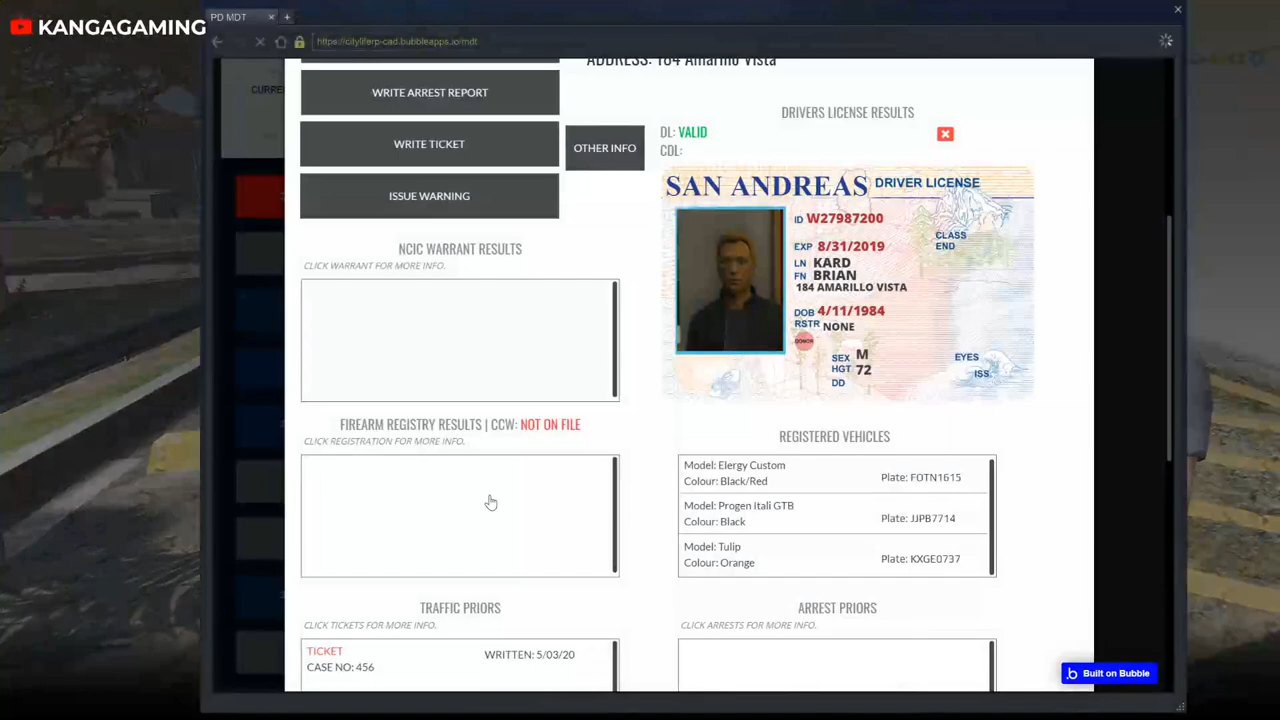 KANGAGAMING
PD MDT
https://cityliferp-cad.bubbleapps.io/mdt
CURRE
ADDRESS: 184 Amarillo Vista
WRITE ARREST REPORT
WRITE TICKET
ISSUE WARNING
OTHER INFO
DRIVERS LICENSE RESULTS
DL: VALID
CDL:
SAN ANDREAS DRIVER LICENSE
ID W27987200
CLASS
END
EXP 8/31/2019
LN KARD
FN BRIAN
184 AMARILLO VISTA
DOB 4/11/1984
RSTR NONE
DONOR
SEX M
HGT 72
DD
EYES
ISS.
NCIC WARRANT RESULTS
CLICK WARRANT FOR MORE INFO.
FIREARM REGISTRY RESULTS | CCW: NOT ON FILE
CLICK REGISTRATION FOR MORE INFO.
REGISTERED VEHICLES
Model: Elergy Custom
Colour: Black/Red
Plate: FOTN1615
Model: Progen Itali GTB
Colour: Black
Plate: JJPB7714
Model: Tulip
Colour: Orange
Plate: KXGE0737
TRAFFIC PRIORS
CLICK TICKETS FOR MORE INFO.
TICKET
CASE NO: 456
WRITTEN: 5/03/20
ARREST PRIORS
CLICK ARRESTS FOR MORE INFO.
Built on Bubble